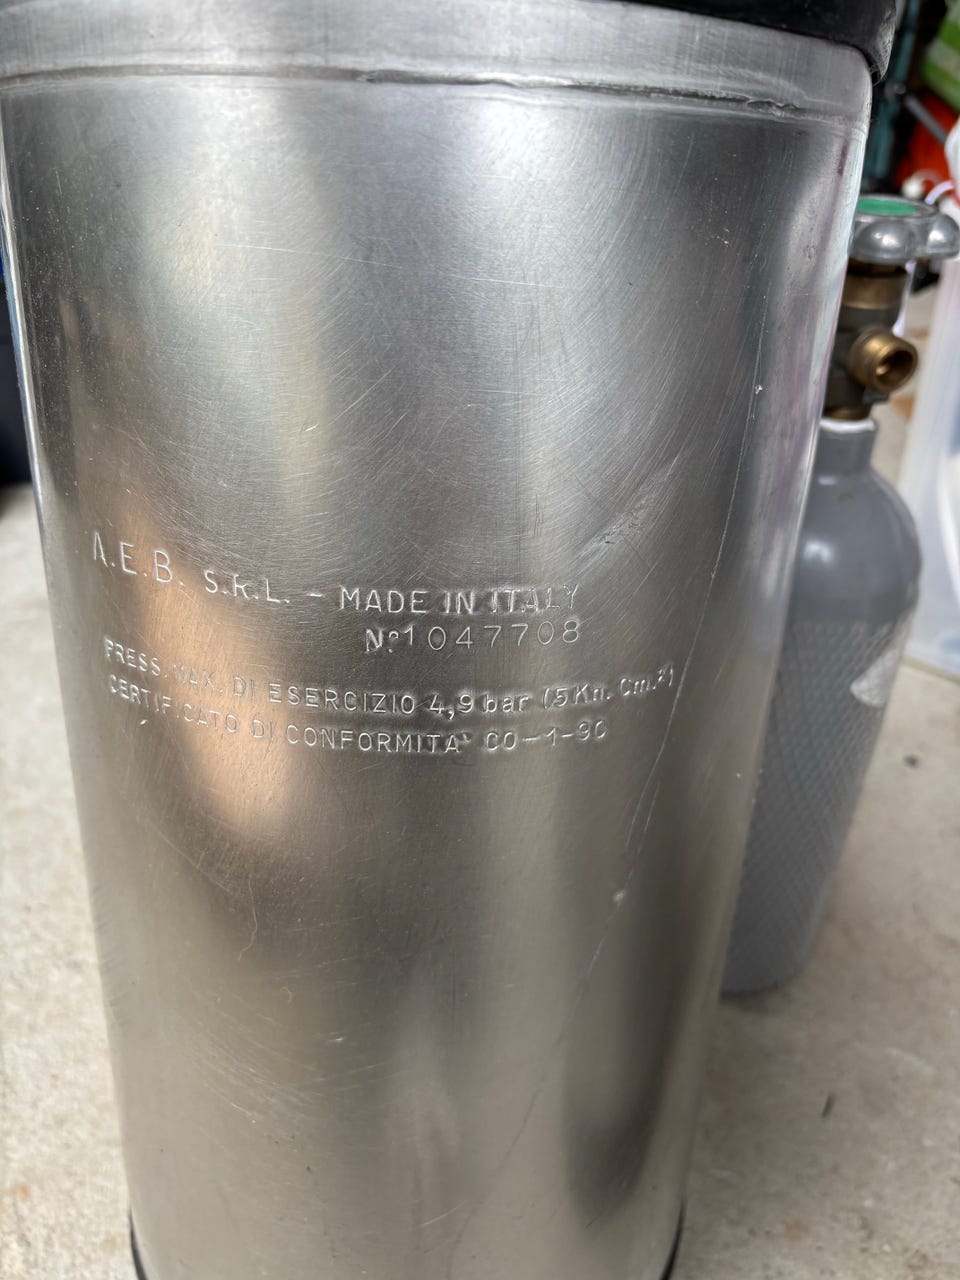 A.E.B. S.R.L. – MADE IN ITALY
N°1047708
PRESS. MAX. DI ESERCIZIO 4,9 bar (5 Kn. Cm.²)
CERTIFICATO DI CONFORMITA' CO-1-90